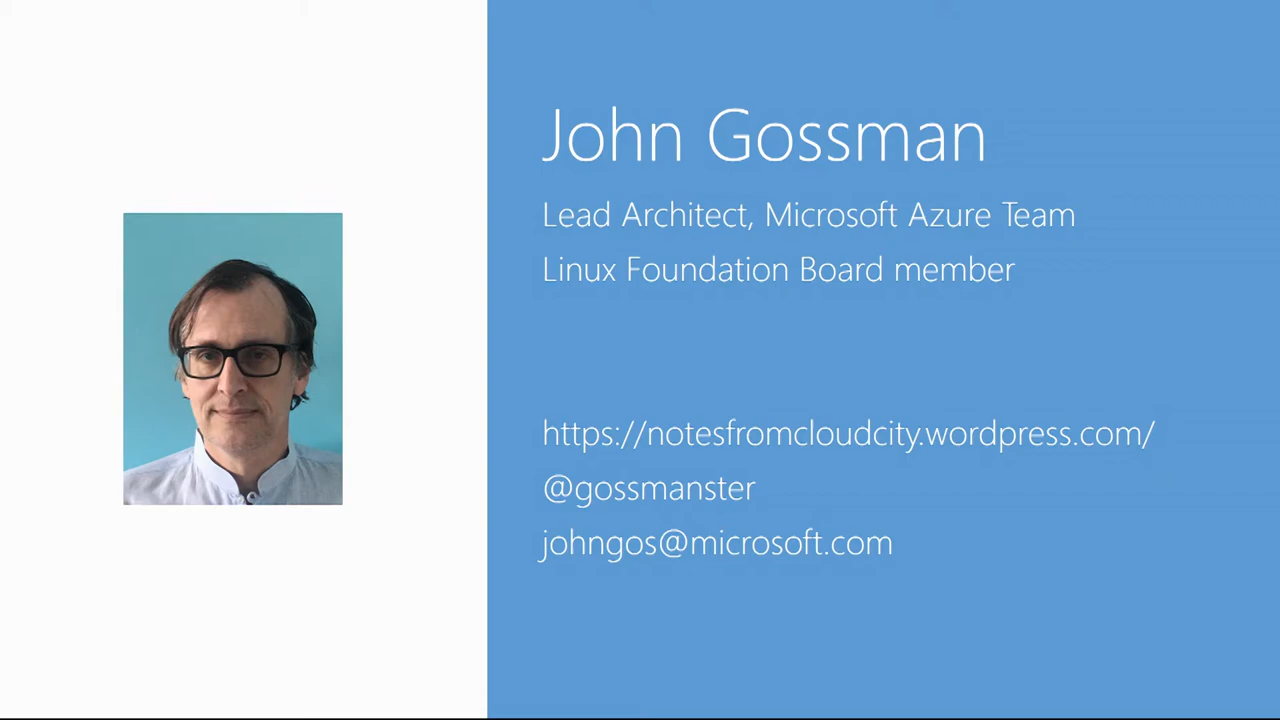 John Gossman
Lead Architect, Microsoft Azure Team
Linux Foundation Board member
https://notesfromcloudcity.wordpress.com/
@gossmanster
johngos@microsoft.com